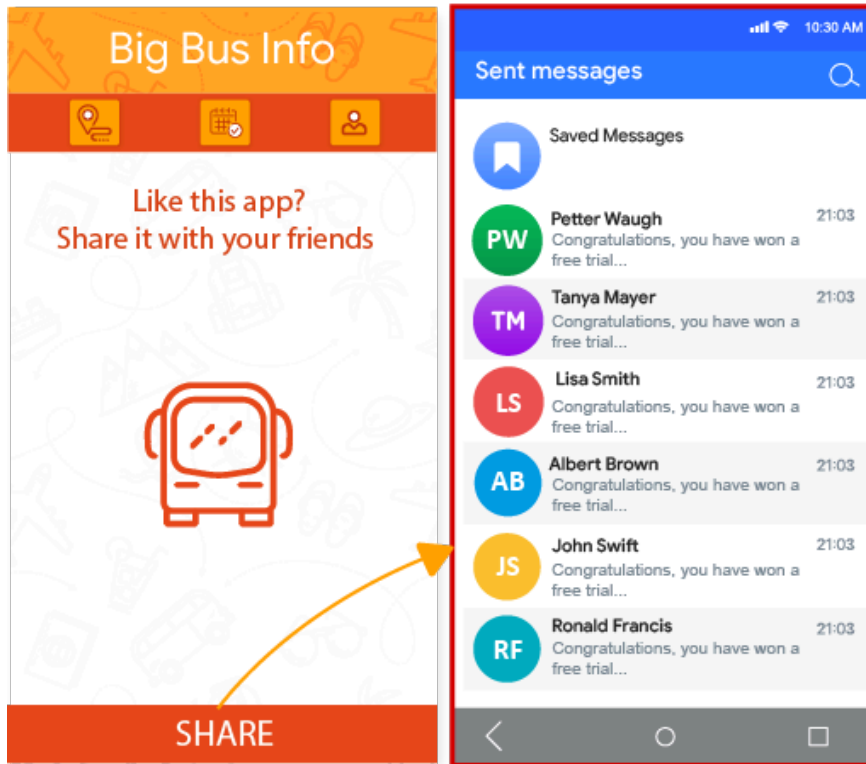 Big Bus Info
Like this app?
Share it with your friends
SHARE
10:30 AM
Sent messages
Saved Messages
PW
Petter Waugh
21:03
Congratulations, you have won a
free trial...
TM
Tanya Mayer
21:03
Congratulations, you have won a
free trial...
LS
Lisa Smith
21:03
Congratulations, you have won a
free trial...
AB
Albert Brown
21:03
Congratulations, you have won a
free trial...
JS
John Swift
21:03
Congratulations, you have won a
free trial...
RF
Ronald Francis
21:03
Congratulations, you have won a
free trial...